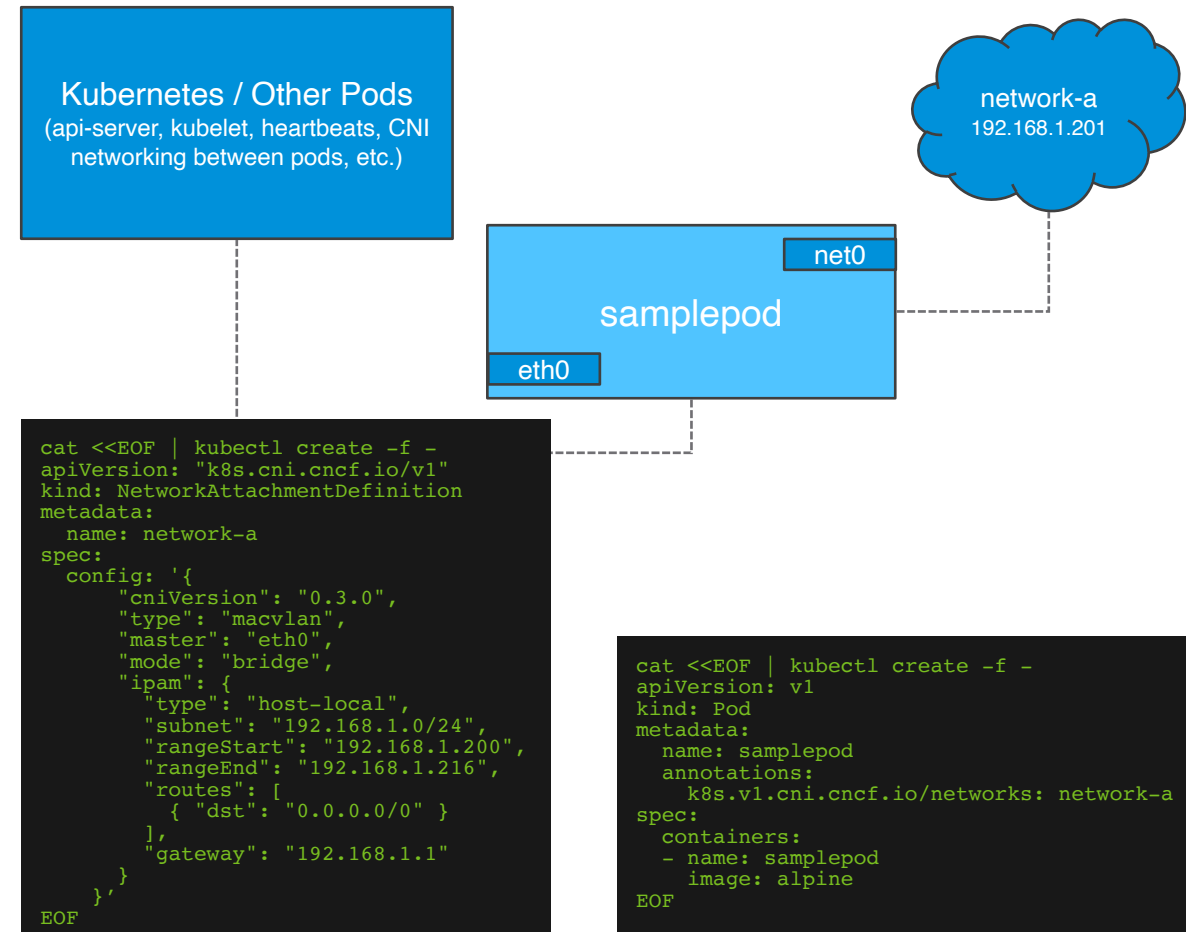 Kubernetes / Other Pods
(api-server, kubelet, heartbeats, CNI
networking between pods, etc.)
network-a
192.168.1.201
net0
samplepod
eth0
cat <<EOF | kubectl create -f -
apiVersion: "k8s.cni.cncf.io/v1"
kind: NetworkAttachmentDefinition
metadata:
  name: network-a
spec:
  config: '{
      "cniVersion": "0.3.0",
      "type": "macvlan",
      "master": "eth0",
      "mode": "bridge",
      "ipam": {
        "type": "host-local",
        "subnet": "192.168.1.0/24",
        "rangeStart": "192.168.1.200",
        "rangeEnd": "192.168.1.216",
        "routes": [
          { "dst": "0.0.0.0/0" }
        ],
        "gateway": "192.168.1.1"
      }
    }'
EOF
cat <<EOF | kubectl create -f -
apiVersion: v1
kind: Pod
metadata:
  name: samplepod
  annotations:
    k8s.v1.cni.cncf.io/networks: network-a
spec:
  containers:
  - name: samplepod
    image: alpine
EOF